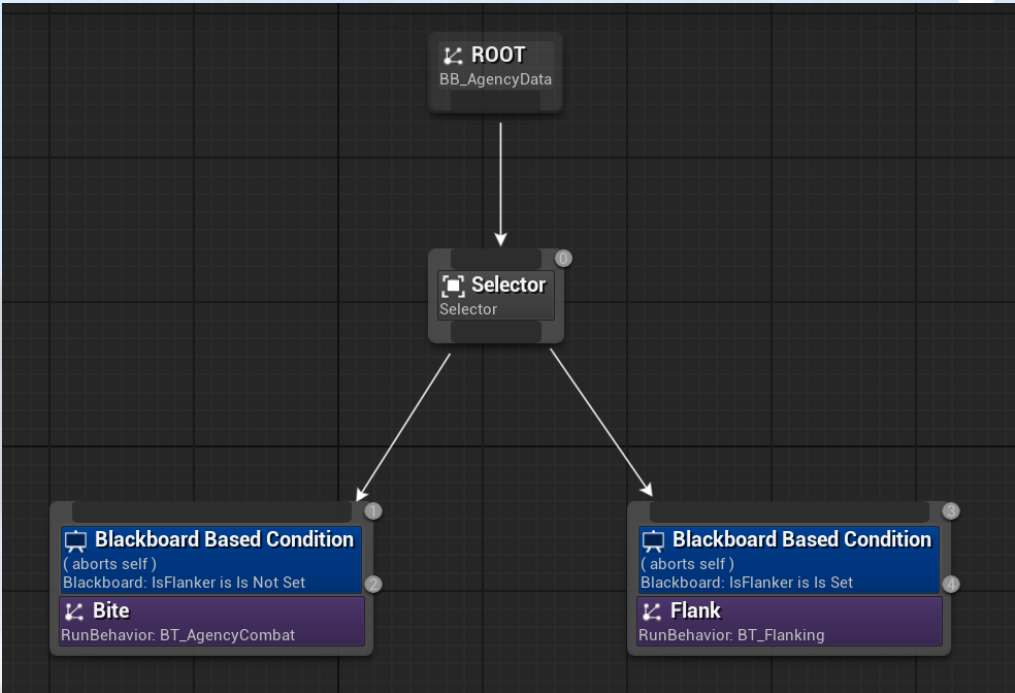 ROOT
BB_AgencyData
0
Selector
Selector
1
Blackboard Based Condition
( aborts self )
Blackboard: IsFlanker is Is Not Set
2
Bite
RunBehavior: BT_AgencyCombat
3
Blackboard Based Condition
( aborts self )
Blackboard: IsFlanker is Is Set
4
Flank
RunBehavior: BT_Flanking